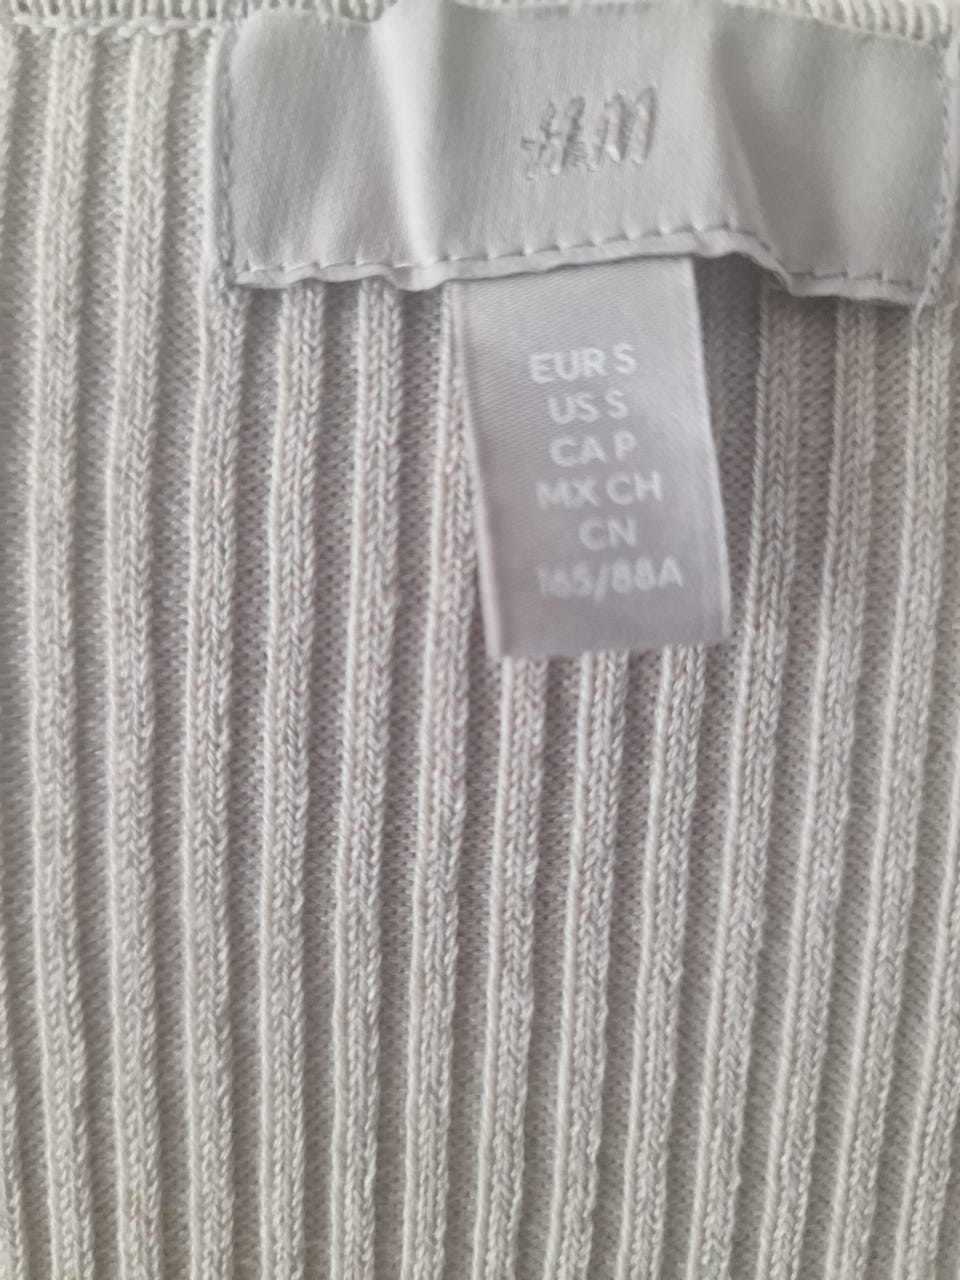 H&M
EUR S
US S
CA P
MX CH
CN
165/88A